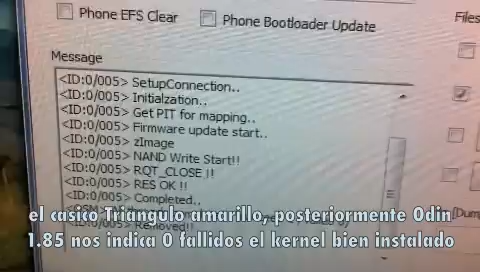 Phone EFS Clear
Phone Bootloader Update
Files
Message
<ID:0/005> SetupConnection..
<ID:0/005> Initialzation..
<ID:0/005> Get PIT for mapping..
<ID:0/005> Firmware update start..
<ID:0/005> zImage
<ID:0/005> NAND Write Start!!
<ID:0/005> RQT_CLOSE !!
<ID:0/005> RES OK !!
<ID:0/005> Completed..
Removed!!
el casico Triangulo amarillo, posteriormente Odin
1.85 nos indica 0 fallidos el kernel bien instalado